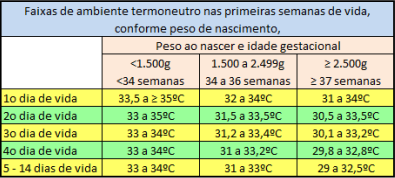 Faixas de ambiente termoneutro nas primeiras semanas de vida,
conforme peso de nascimento,
Peso ao nascer e idade gestacional
<1.500g 1.500 a 2.499g ≥ 2.500g
<34 semanas 34 a 36 semanas ≥ 37 semanas
1o dia de vida 33,5 a ≥ 35ºC 32 a 34ºC 31 a 34ºC
2o dia de vida 33 a 35ºC 31,5 a 33,5ºC 30,5 a 33,5ºC
3o dia de vida 33 a 34ºC 31,2 a 33,4ºC 30,1 a 33,2ºC
4o dia de vida 33 a 34ºC 31 a 33,2ºC 29,8 a 32,8ºC
5 - 14 dias de vida 33 a 34ºC 31 a 33ºC 29 a 32,5ºC